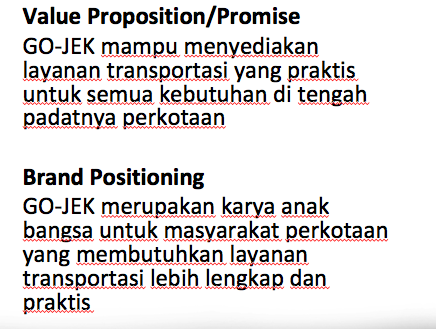 Value Proposition/Promise
GO-JEK mampu menyediakan
layanan transportasi yang praktis
untuk semua kebutuhan di tengah
padatnya perkotaan
Brand Positioning
GO-JEK merupakan karya anak
bangsa untuk masyarakat perkotaan
yang membutuhkan layanan
transportasi lebih lengkap dan
praktis